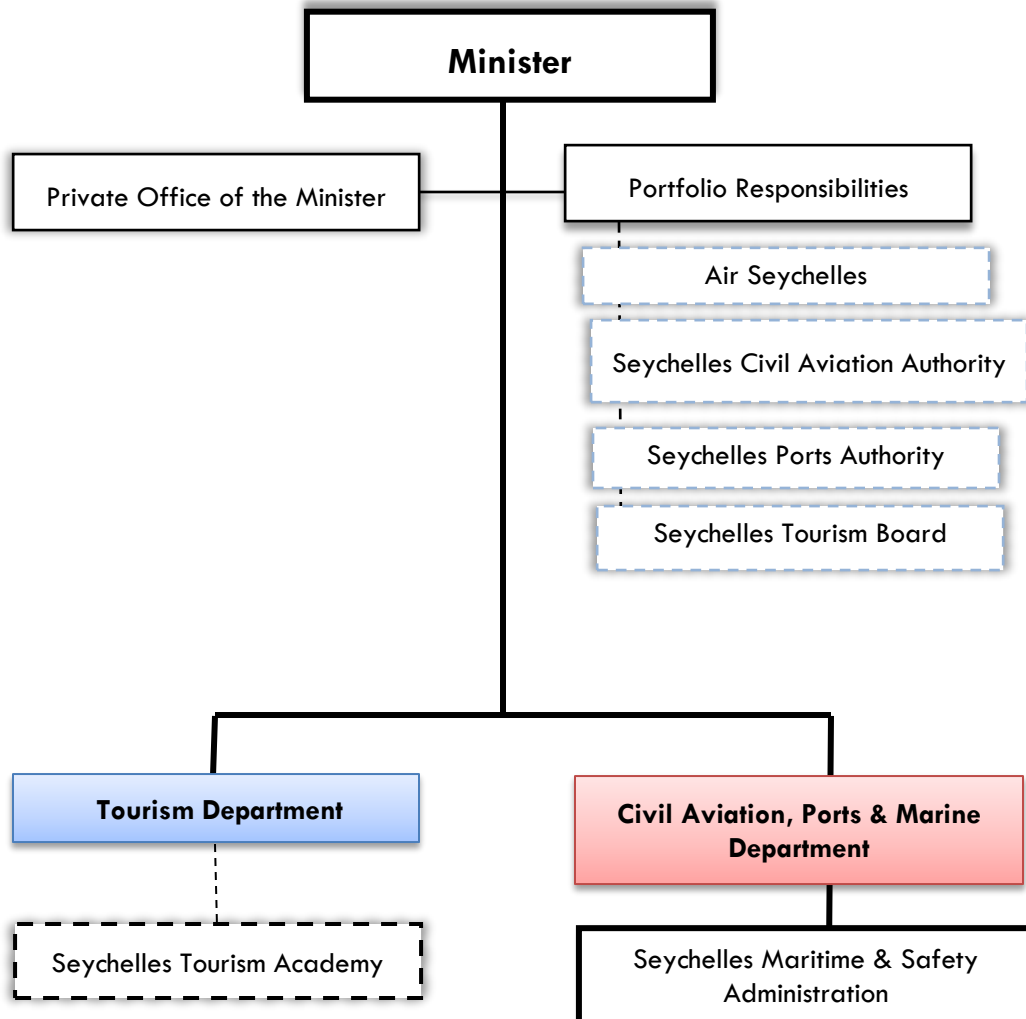 Minister
Private Office of the Minister
Portfolio Responsibilities
Air Seychelles
Seychelles Civil Aviation Authority
Seychelles Ports Authority
Seychelles Tourism Board
Tourism Department
Civil Aviation, Ports & Marine
Department
Seychelles Tourism Academy
Seychelles Maritime & Safety
Administration